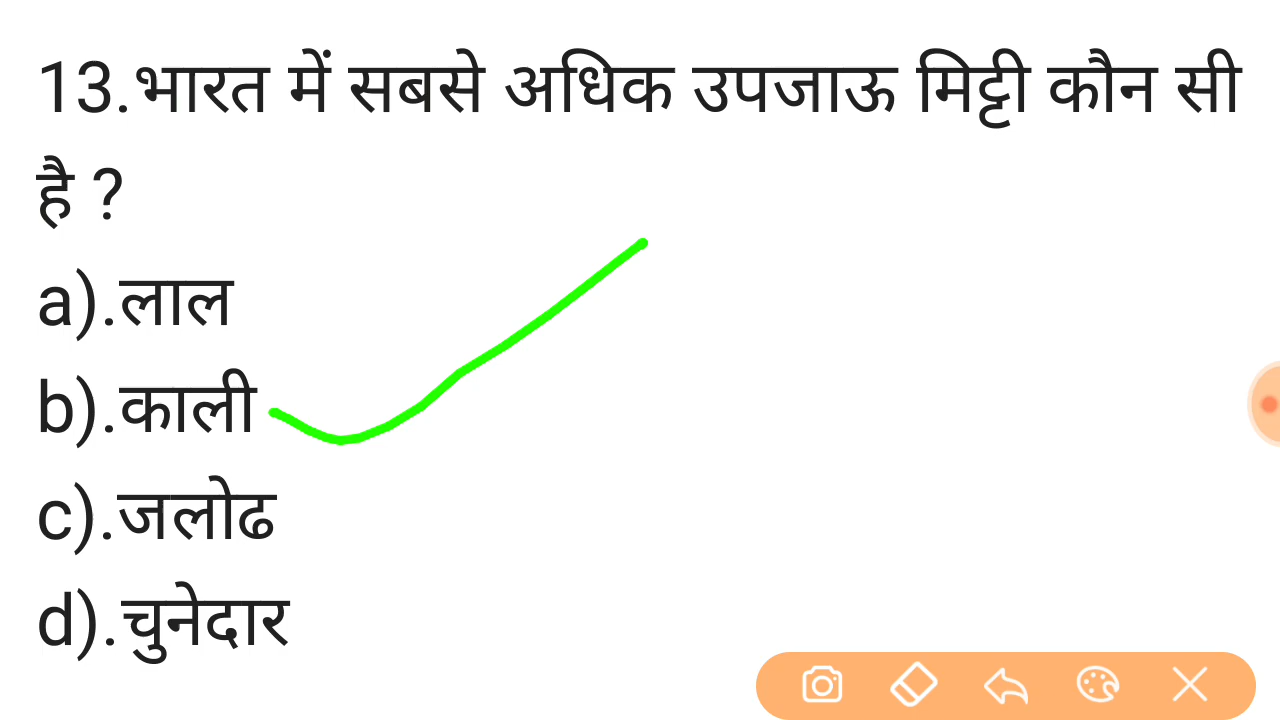 13.भारत में सबसे अधिक उपजाऊ मिट्टी कौन सी
है ?
a).लाल
b).काली
c).जलोढ
d).चुनेदार